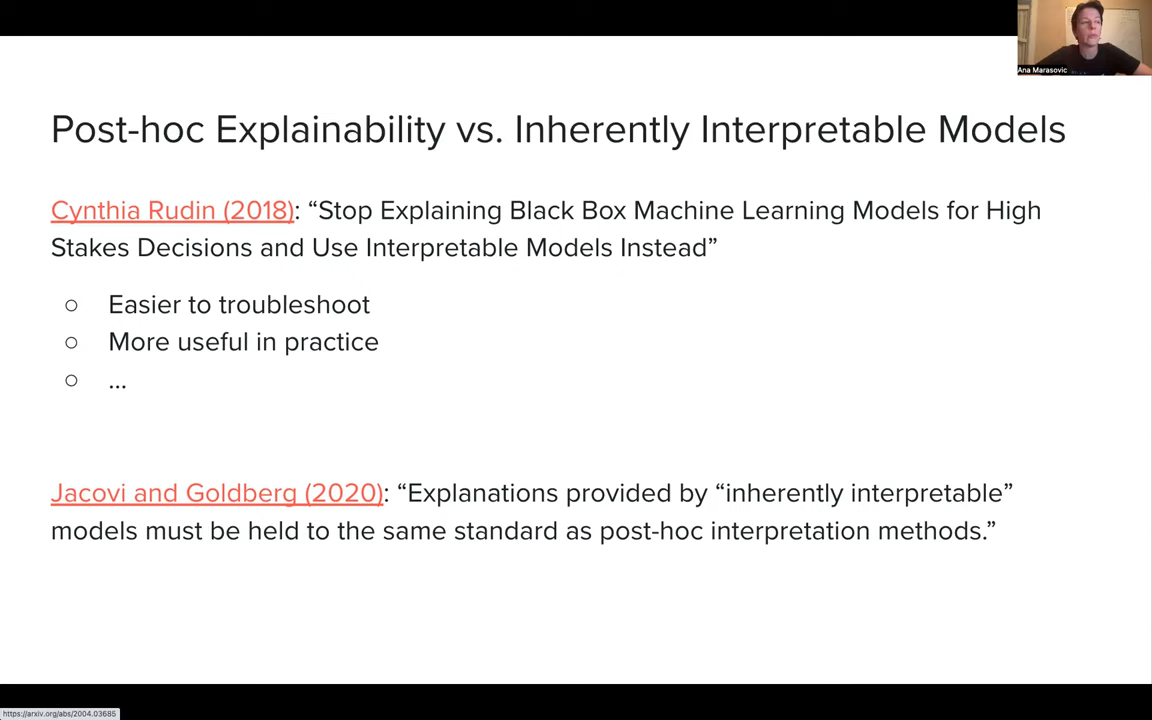 Ana Marasovic
Post-hoc Explainability vs. Inherently Interpretable Models
Cynthia Rudin (2018): “Stop Explaining Black Box Machine Learning Models for High
Stakes Decisions and Use Interpretable Models Instead”
○ Easier to troubleshoot
○ More useful in practice
○ ...
Jacovi and Goldberg (2020): “Explanations provided by “inherently interpretable”
models must be held to the same standard as post-hoc interpretation methods.”
https://arxiv.org/abs/2004.03685